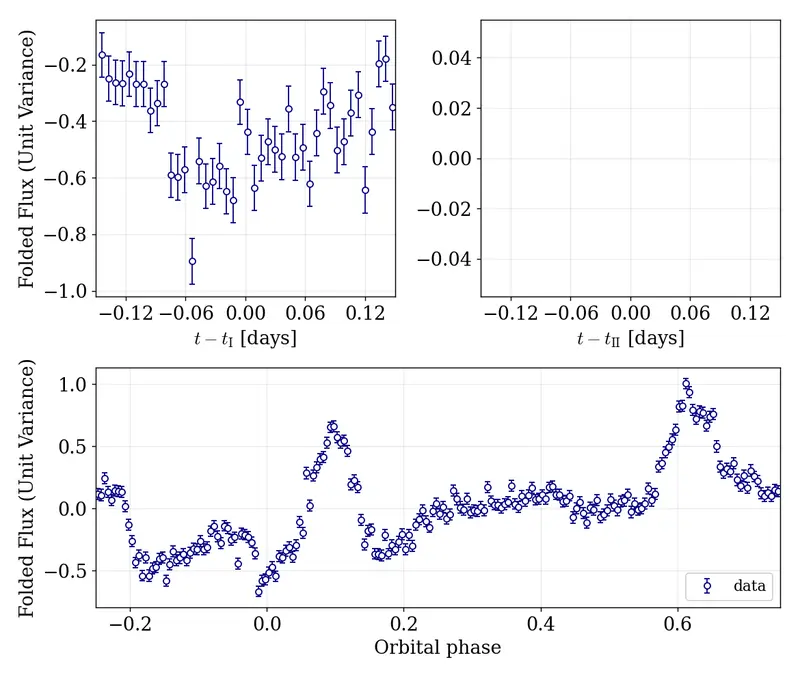 Folded Flux (Unit Variance)
−0.2
−0.4
−0.6
−0.8
−1.0
−0.12 −0.06 0.00 0.06 0.12
t − tI [days]
0.04
0.02
0.00
−0.02
−0.04
−0.12 −0.06 0.00 0.06 0.12
t − tII [days]
Folded Flux (Unit Variance)
1.0
0.5
0.0
−0.5
data
−0.2 0.0 0.2 0.4 0.6
Orbital phase